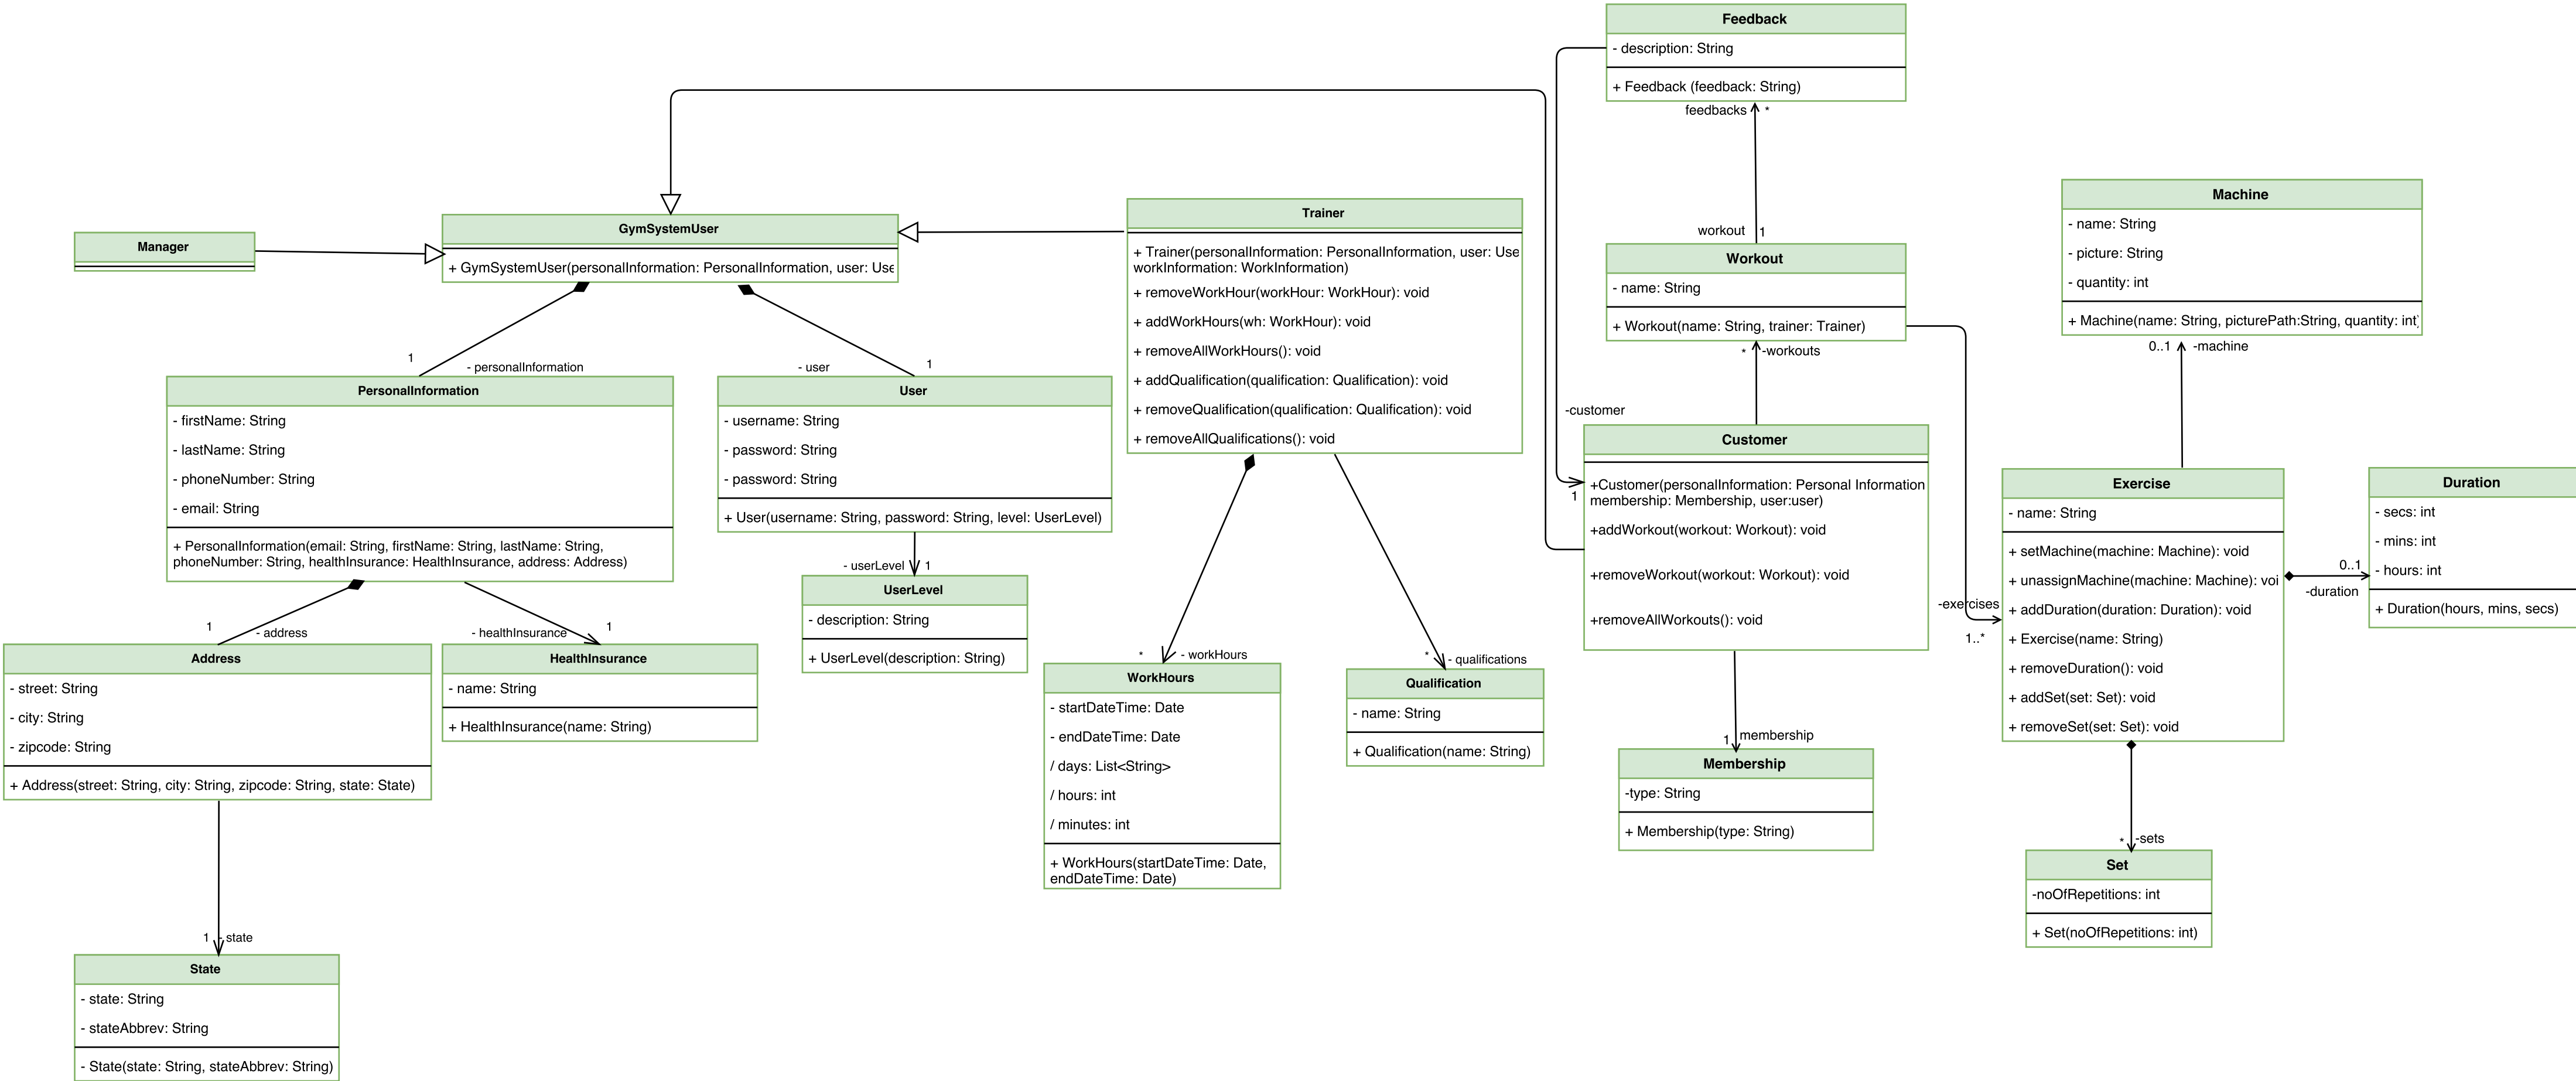 Feedback
- description: String
+ Feedback (feedback: String)
feedbacks
*
workout
1
Workout
- name: String
+ Workout(name: String, trainer: Trainer)
*
-workouts
Machine
- name: String
- picture: String
- quantity: int
+ Machine(name: String, picturePath:String, quantity: int)
0..1
-machine
Manager
GymSystemUser
+ GymSystemUser(personalInformation: PersonalInformation, user: Use
Trainer
+ Trainer(personalInformation: PersonalInformation, user: Use
workInformation: WorkInformation)
+ removeWorkHour(workHour: WorkHour): void
+ addWorkHours(wh: WorkHour): void
+ removeAllWorkHours(): void
+ addQualification(qualification: Qualification): void
+ removeQualification(qualification: Qualification): void
+ removeAllQualifications(): void
1
- personalInformation
- user
1
PersonalInformation
- firstName: String
- lastName: String
- phoneNumber: String
- email: String
+ PersonalInformation(email: String, firstName: String, lastName: String,
phoneNumber: String, healthInsurance: HealthInsurance, address: Address)
User
- username: String
- password: String
- password: String
+ User(username: String, password: String, level: UserLevel)
- userLevel
1
UserLevel
- description: String
+ UserLevel(description: String)
1
- address
- healthInsurance
1
Address
- street: String
- city: String
- zipcode: String
+ Address(street: String, city: String, zipcode: String, state: State)
HealthInsurance
- name: String
+ HealthInsurance(name: String)
1
- state
State
- state: String
- stateAbbrev: String
- State(state: String, stateAbbrev: String)
*
- workHours
WorkHours
- startDateTime: Date
- endDateTime: Date
/ days: List<String>
/ hours: int
/ minutes: int
+ WorkHours(startDateTime: Date,
endDateTime: Date)
*
- qualifications
Qualification
- name: String
+ Qualification(name: String)
-customer
1
Customer
+Customer(personalInformation: Personal Information
membership: Membership, user:user)
+addWorkout(workout: Workout): void
+removeWorkout(workout: Workout): void
+removeAllWorkouts(): void
1
membership
Membership
-type: String
+ Membership(type: String)
-exercises
1..*
Exercise
- name: String
+ setMachine(machine: Machine): void
+ unassignMachine(machine: Machine): voi
+ addDuration(duration: Duration): void
+ Exercise(name: String)
+ removeDuration(): void
+ addSet(set: Set): void
+ removeSet(set: Set): void
0..1
-duration
Duration
- secs: int
- mins: int
- hours: int
+ Duration(hours, mins, secs)
*
-sets
Set
-noOfRepetitions: int
+ Set(noOfRepetitions: int)